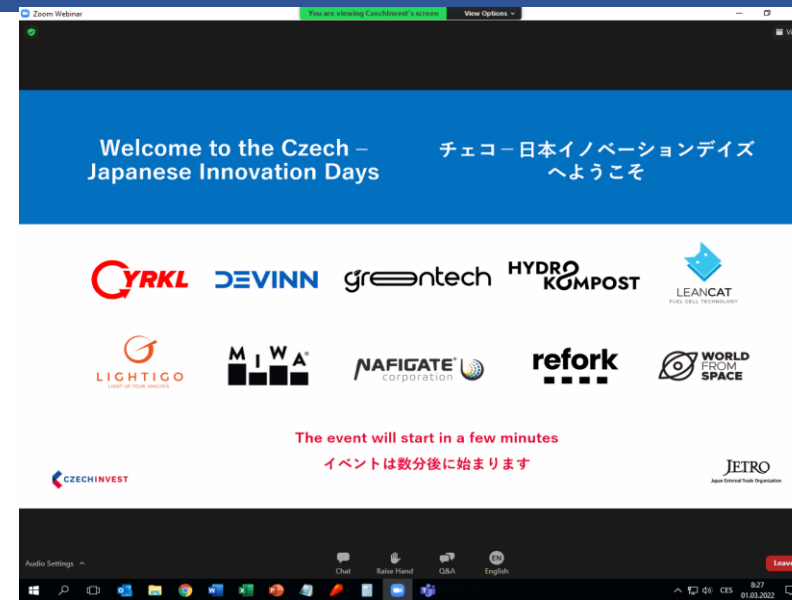 Zoom Webinar
You are viewing CzechInvest's screen
View Options
Welcome to the Czech –
Japanese Innovation Days
チェコ－日本イノベーションデイズ
へようこそ
CYRKL
DEVINN
greentech
HYDRO
KOMPOST
LEANCAT
FUEL CELL TECHNOLOGY
LIGHTIGO
LIGHT UP YOUR ANALYSIS
MIWA
NAFIGATE
corporation
refork
WORLD
FROM
SPACE
The event will start in a few minutes
イベントは数分後に始まります
CZECHINVEST
JETRO
Japan External Trade Organization
Audio Settings
Chat
Raise Hand
Q&A
EN
English
Leave
CES
8:27
01.03.2022